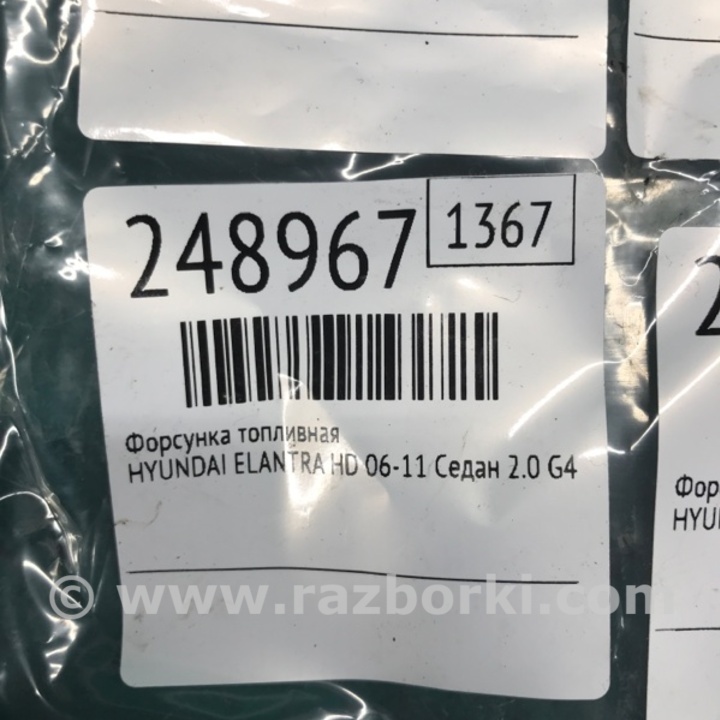 248967 1367
Форсунка топливная
HYUNDAI ELANTRA HD 06-11 Седан 2.0 G4
© www.razborki.com